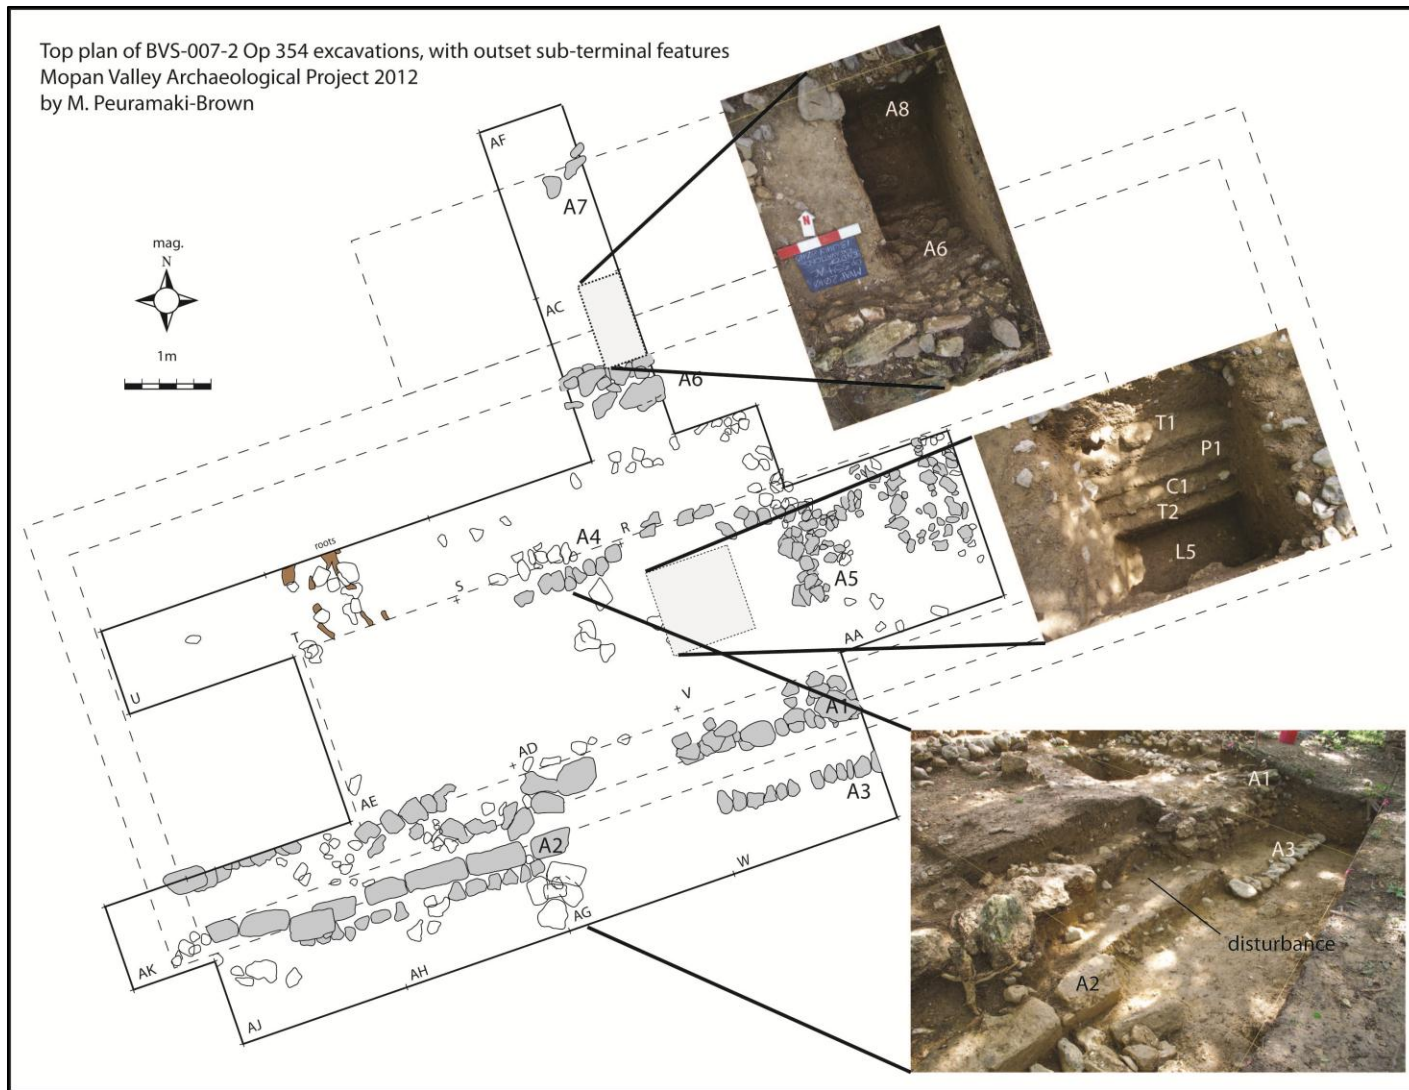 Top plan of BVS-007-2 Op 354 excavations, with outset sub-terminal features
Mopan Valley Archaeological Project 2012
by M. Peuramaki-Brown
AF
A8
A7
mag.
N
N
A6
AC
1m
A6
T1
P1
C1
T2
L5
roots
A4
R
S
A5
T
AA
U
V
A1
AD
AE
A3
A2
W
AG
AK
AH
AJ
A1
A3
disturbance
A2